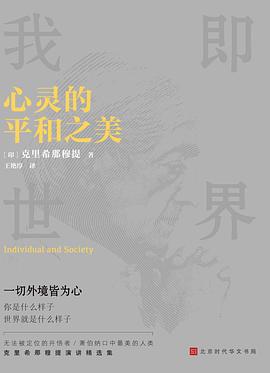 我即
世界
心灵的
平和之美
[印] 克里希那穆提 著
王艳淳 译
Individual and Society
一切外境皆为心
你是什么样子
世界就是什么样子
无法被定位的开悟者 / 萧伯纳口中最美的人类
克里希那穆提演讲精选集
北京时代华文书局